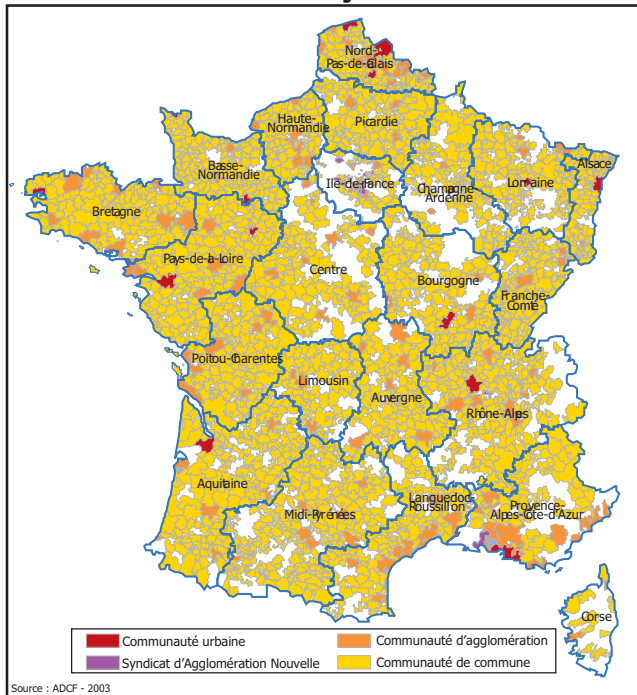 Nord-
Pas-de-Calais
Haute-
Normandie
Picardie
Basse-
Normandie
Ile-de-France
Champagne
Ardenne
Lorraine
Alsace
Bretagne
Pays-de-la-Loire
Centre
Bourgogne
Franche-
Comté
Poitou-Charentes
Limousin
Auvergne
Rhône-Alpes
Aquitaine
Midi-Pyrénées
Languedoc-
Roussillon
Provence-
Alpes-Côte-d'Azur
Corse
Communauté urbaine
Communauté d'agglomération
Syndicat d'Agglomération Nouvelle
Communauté de commune
Source : ADCF - 2003